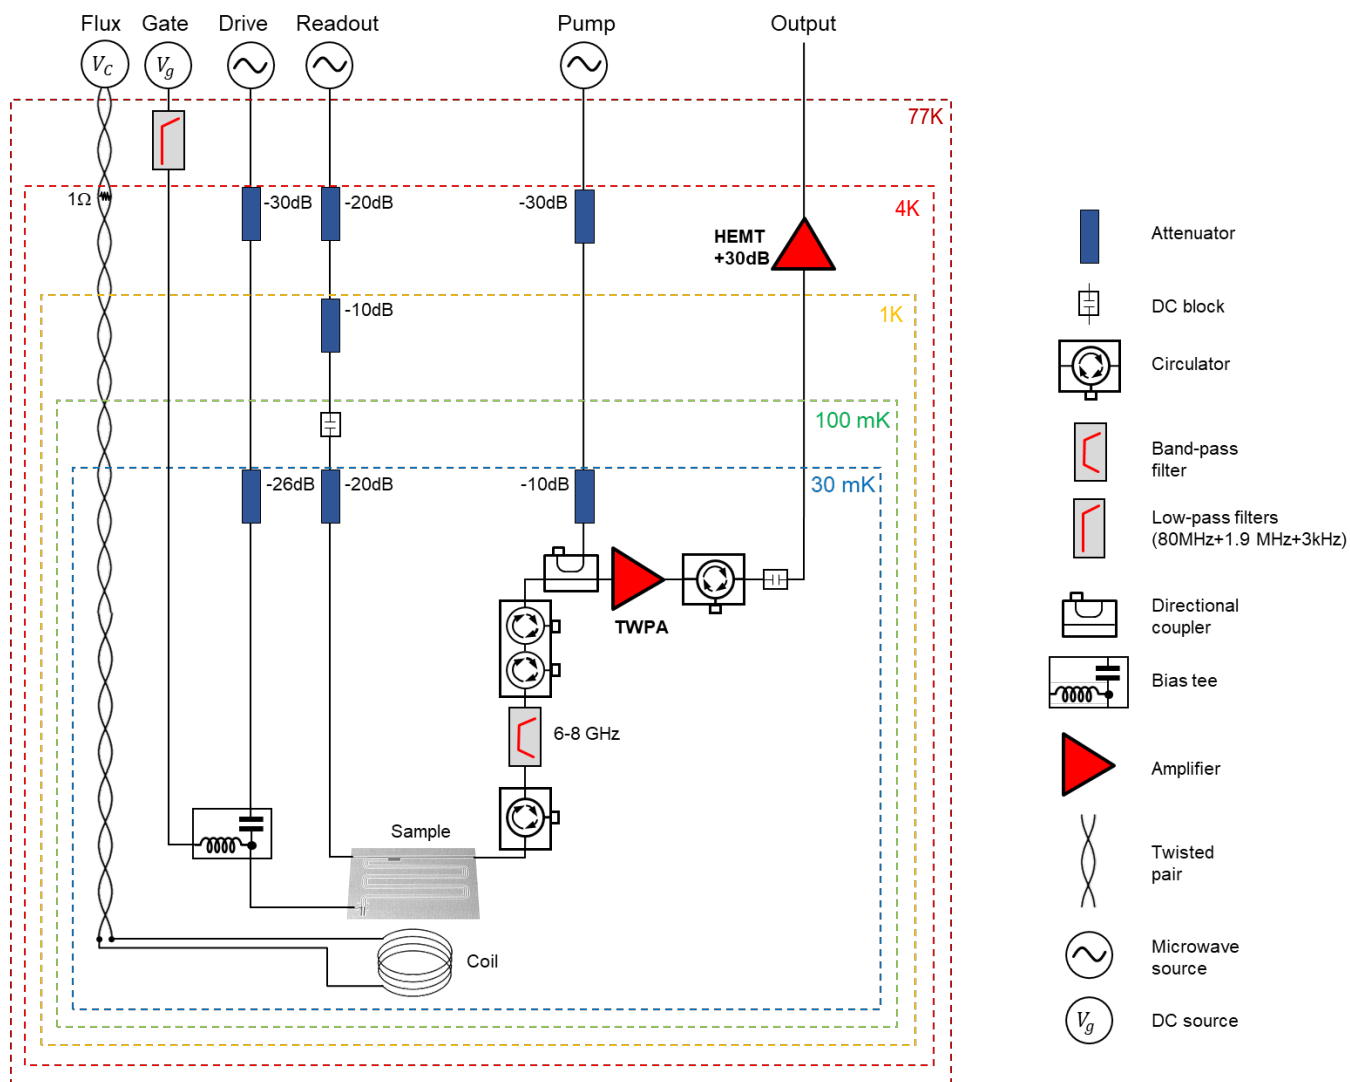 Flux Gate Drive Readout Pump Output
V_C V_g
77K
1Ω -30dB -20dB -30dB 4K
HEMT
+30dB
-10dB 1K
100 mK
-26dB -20dB -10dB 30 mK
TWPA
6-8 GHz
Sample
Coil
Attenuator
DC block
Circulator
Band-pass
filter
Low-pass filters
(80MHz+1.9 MHz+3kHz)
Directional
coupler
Bias tee
Amplifier
Twisted
pair
Microwave
source
V_g DC source